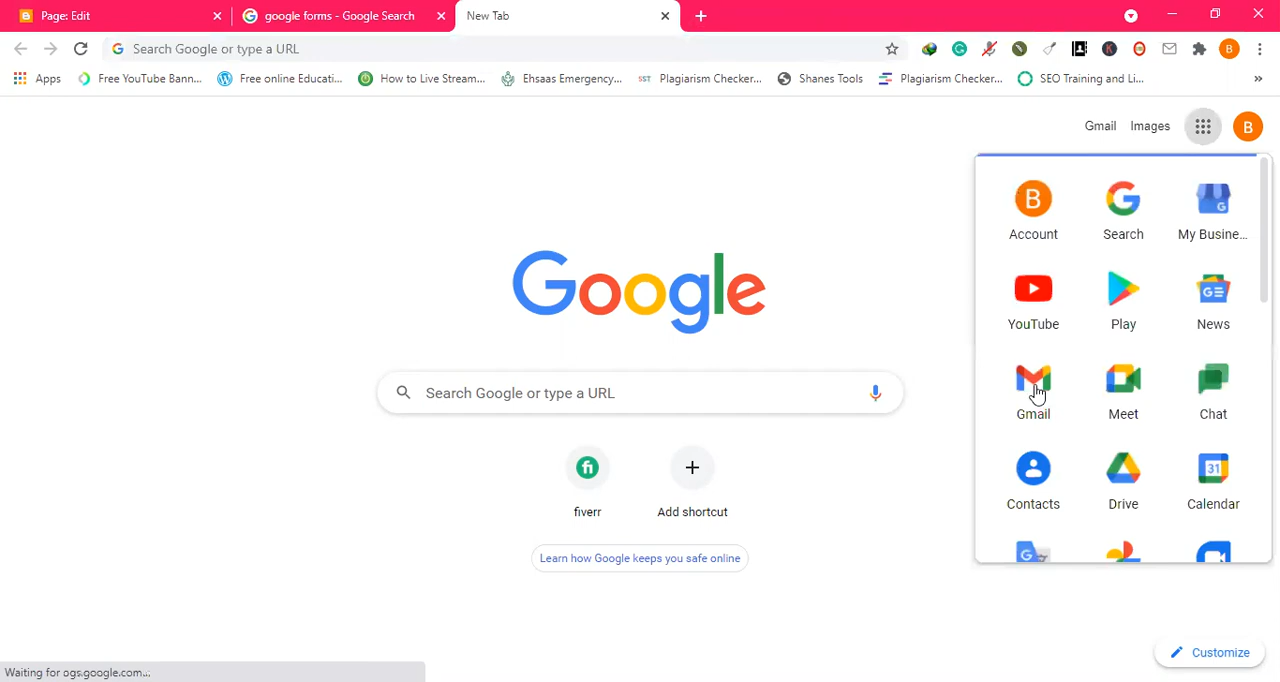 Page: Edit
google forms - Google Search
New Tab
Search Google or type a URL
Apps
Free YouTube Bann...
Free online Educati...
How to Live Stream...
Ehsaas Emergency...
SST Plagiarism Checker...
Shanes Tools
Plagiarism Checker...
SEO Training and Li...
Gmail Images B
B
Account Search My Busine...
YouTube Play News
Gmail Meet Chat
31
Contacts Drive Calendar
Google
Search Google or type a URL
fi
fiverr Add shortcut
Learn how Google keeps you safe online
Customize
Waiting for ogs.google.com...